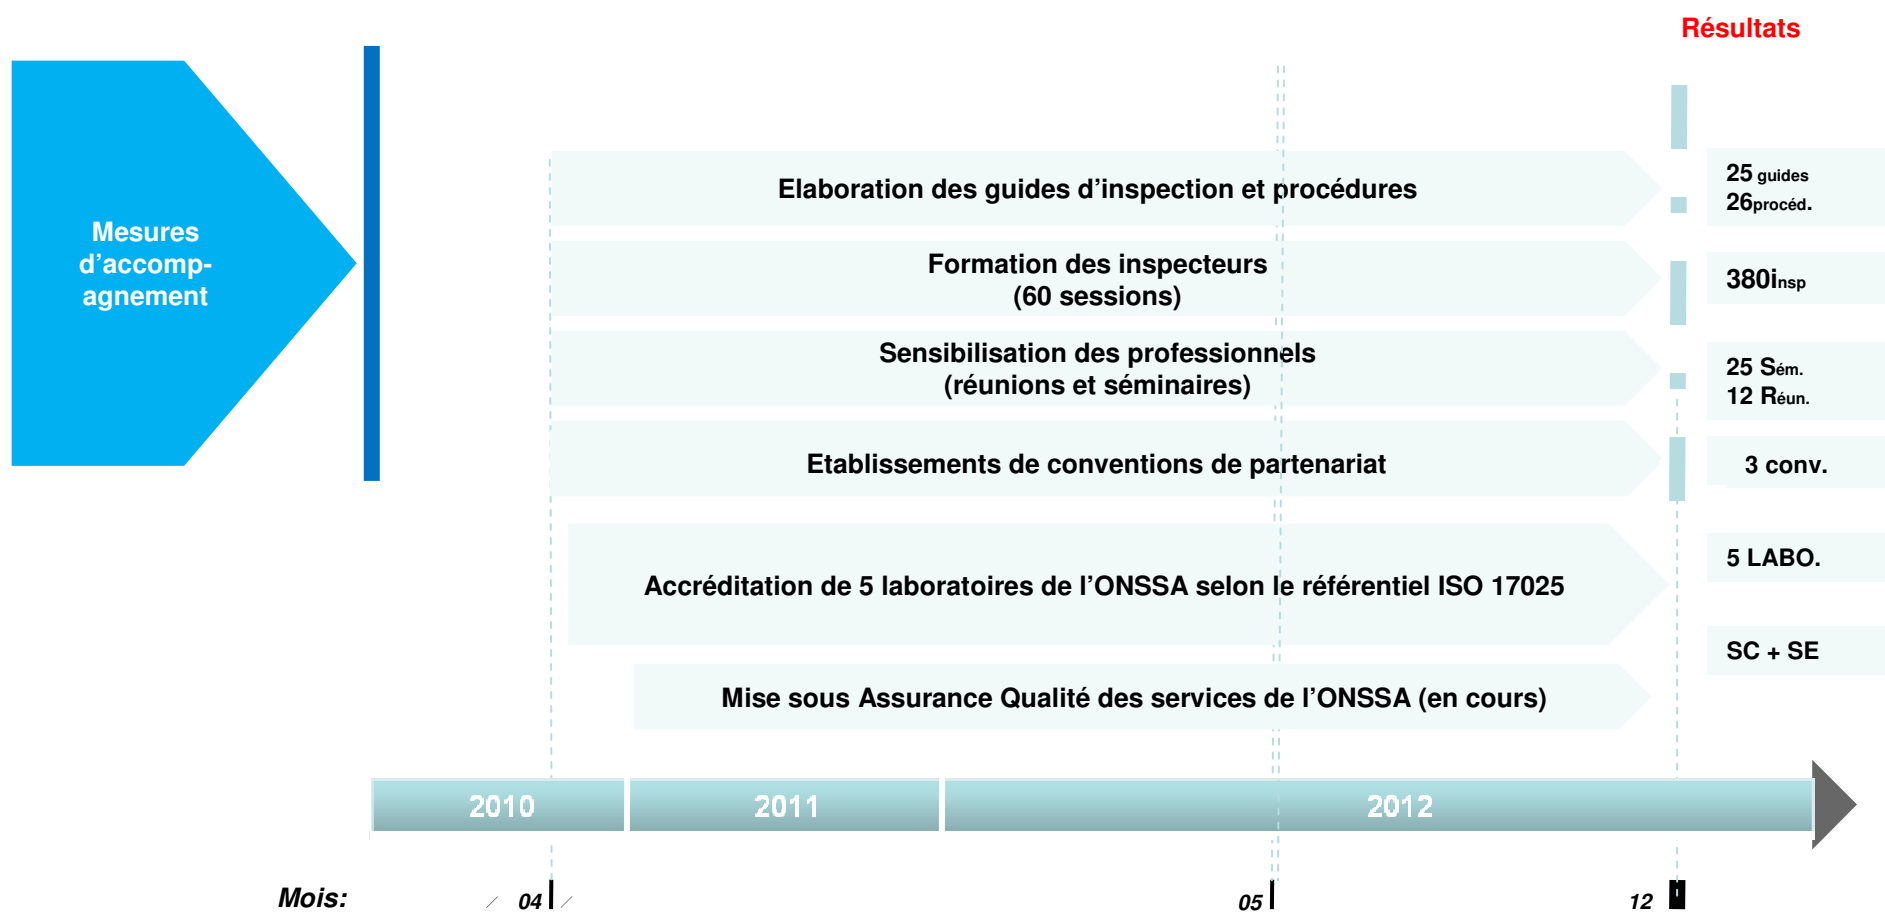 Résultats
Mesures
d’accomp-
agnement
Elaboration des guides d’inspection et procédures
25 guides
26procéd.
Formation des inspecteurs
(60 sessions)
380insp
Sensibilisation des professionnels
(réunions et séminaires)
25 Sém.
12 Réun.
Etablissements de conventions de partenariat
3 conv.
Accréditation de 5 laboratoires de l’ONSSA selon le référentiel ISO 17025
5 LABO.
SC + SE
Mise sous Assurance Qualité des services de l’ONSSA (en cours)
2010 2011 2012
Mois: 04 05 12